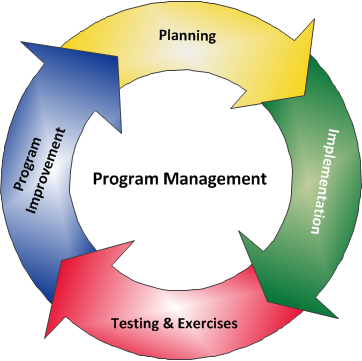 Planning
Implementation
Testing & Exercises
Program
Improvement
Program Management